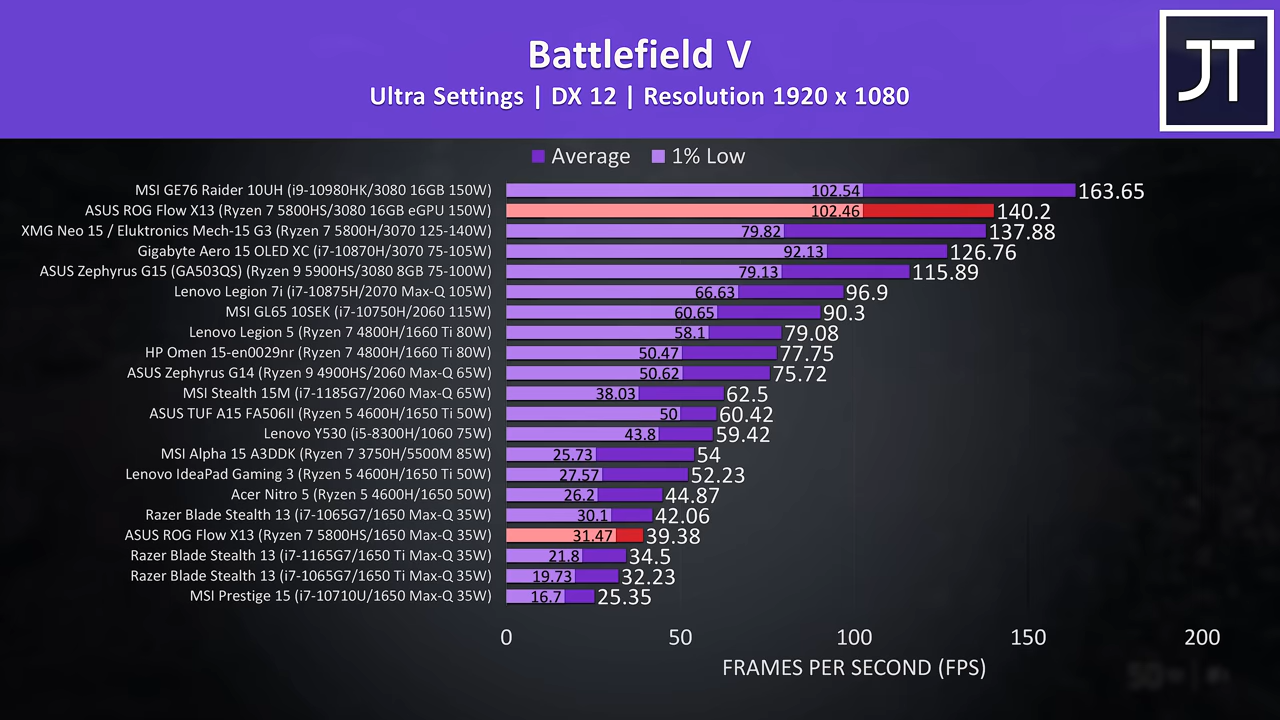 Battlefield V
Ultra Settings | DX 12 | Resolution 1920 x 1080
JT
Average 1% Low
MSI GE76 Raider 10UH (i9-10980HK/3080 16GB 150W) 102.54 163.65
ASUS ROG Flow X13 (Ryzen 7 5800HS/3080 16GB eGPU 150W) 102.46 140.2
XMG Neo 15 / Eluktronics Mech-15 G3 (Ryzen 7 5800H/3070 125-140W) 79.82 137.88
Gigabyte Aero 15 OLED XC (i7-10870H/3070 75-105W) 92.13 126.76
ASUS Zephyrus G15 (GA503QS) (Ryzen 9 5900HS/3080 8GB 75-100W) 79.13 115.89
Lenovo Legion 7i (i7-10875H/2070 Max-Q 105W) 66.63 96.9
MSI GL65 10SEK (i7-10750H/2060 115W) 60.65 90.3
Lenovo Legion 5 (Ryzen 7 4800H/1660 Ti 80W) 58.1 79.08
HP Omen 15-en0029nr (Ryzen 7 4800H/1660 Ti 80W) 50.47 77.75
ASUS Zephyrus G14 (Ryzen 9 4900HS/2060 Max-Q 65W) 50.62 75.72
MSI Stealth 15M (i7-1185G7/2060 Max-Q 65W) 38.03 62.5
ASUS TUF A15 FA506II (Ryzen 5 4600H/1650 Ti 50W) 50 60.42
Lenovo Y530 (i5-8300H/1060 75W) 43.8 59.42
MSI Alpha 15 A3DDK (Ryzen 7 3750H/5500M 85W) 25.73 54
Lenovo IdeaPad Gaming 3 (Ryzen 5 4600H/1650 Ti 50W) 27.57 52.23
Acer Nitro 5 (Ryzen 5 4600H/1650 50W) 26.2 44.87
Razer Blade Stealth 13 (i7-1065G7/1650 Max-Q 35W) 30.1 42.06
ASUS ROG Flow X13 (Ryzen 7 5800HS/1650 Max-Q 35W) 31.47 39.38
Razer Blade Stealth 13 (i7-1165G7/1650 Ti Max-Q 35W) 21.8 34.5
Razer Blade Stealth 13 (i7-1065G7/1650 Ti Max-Q 35W) 19.73 32.23
MSI Prestige 15 (i7-10710U/1650 Max-Q 35W) 16.7 25.35
0 50 100 150 200
FRAMES PER SECOND (FPS)